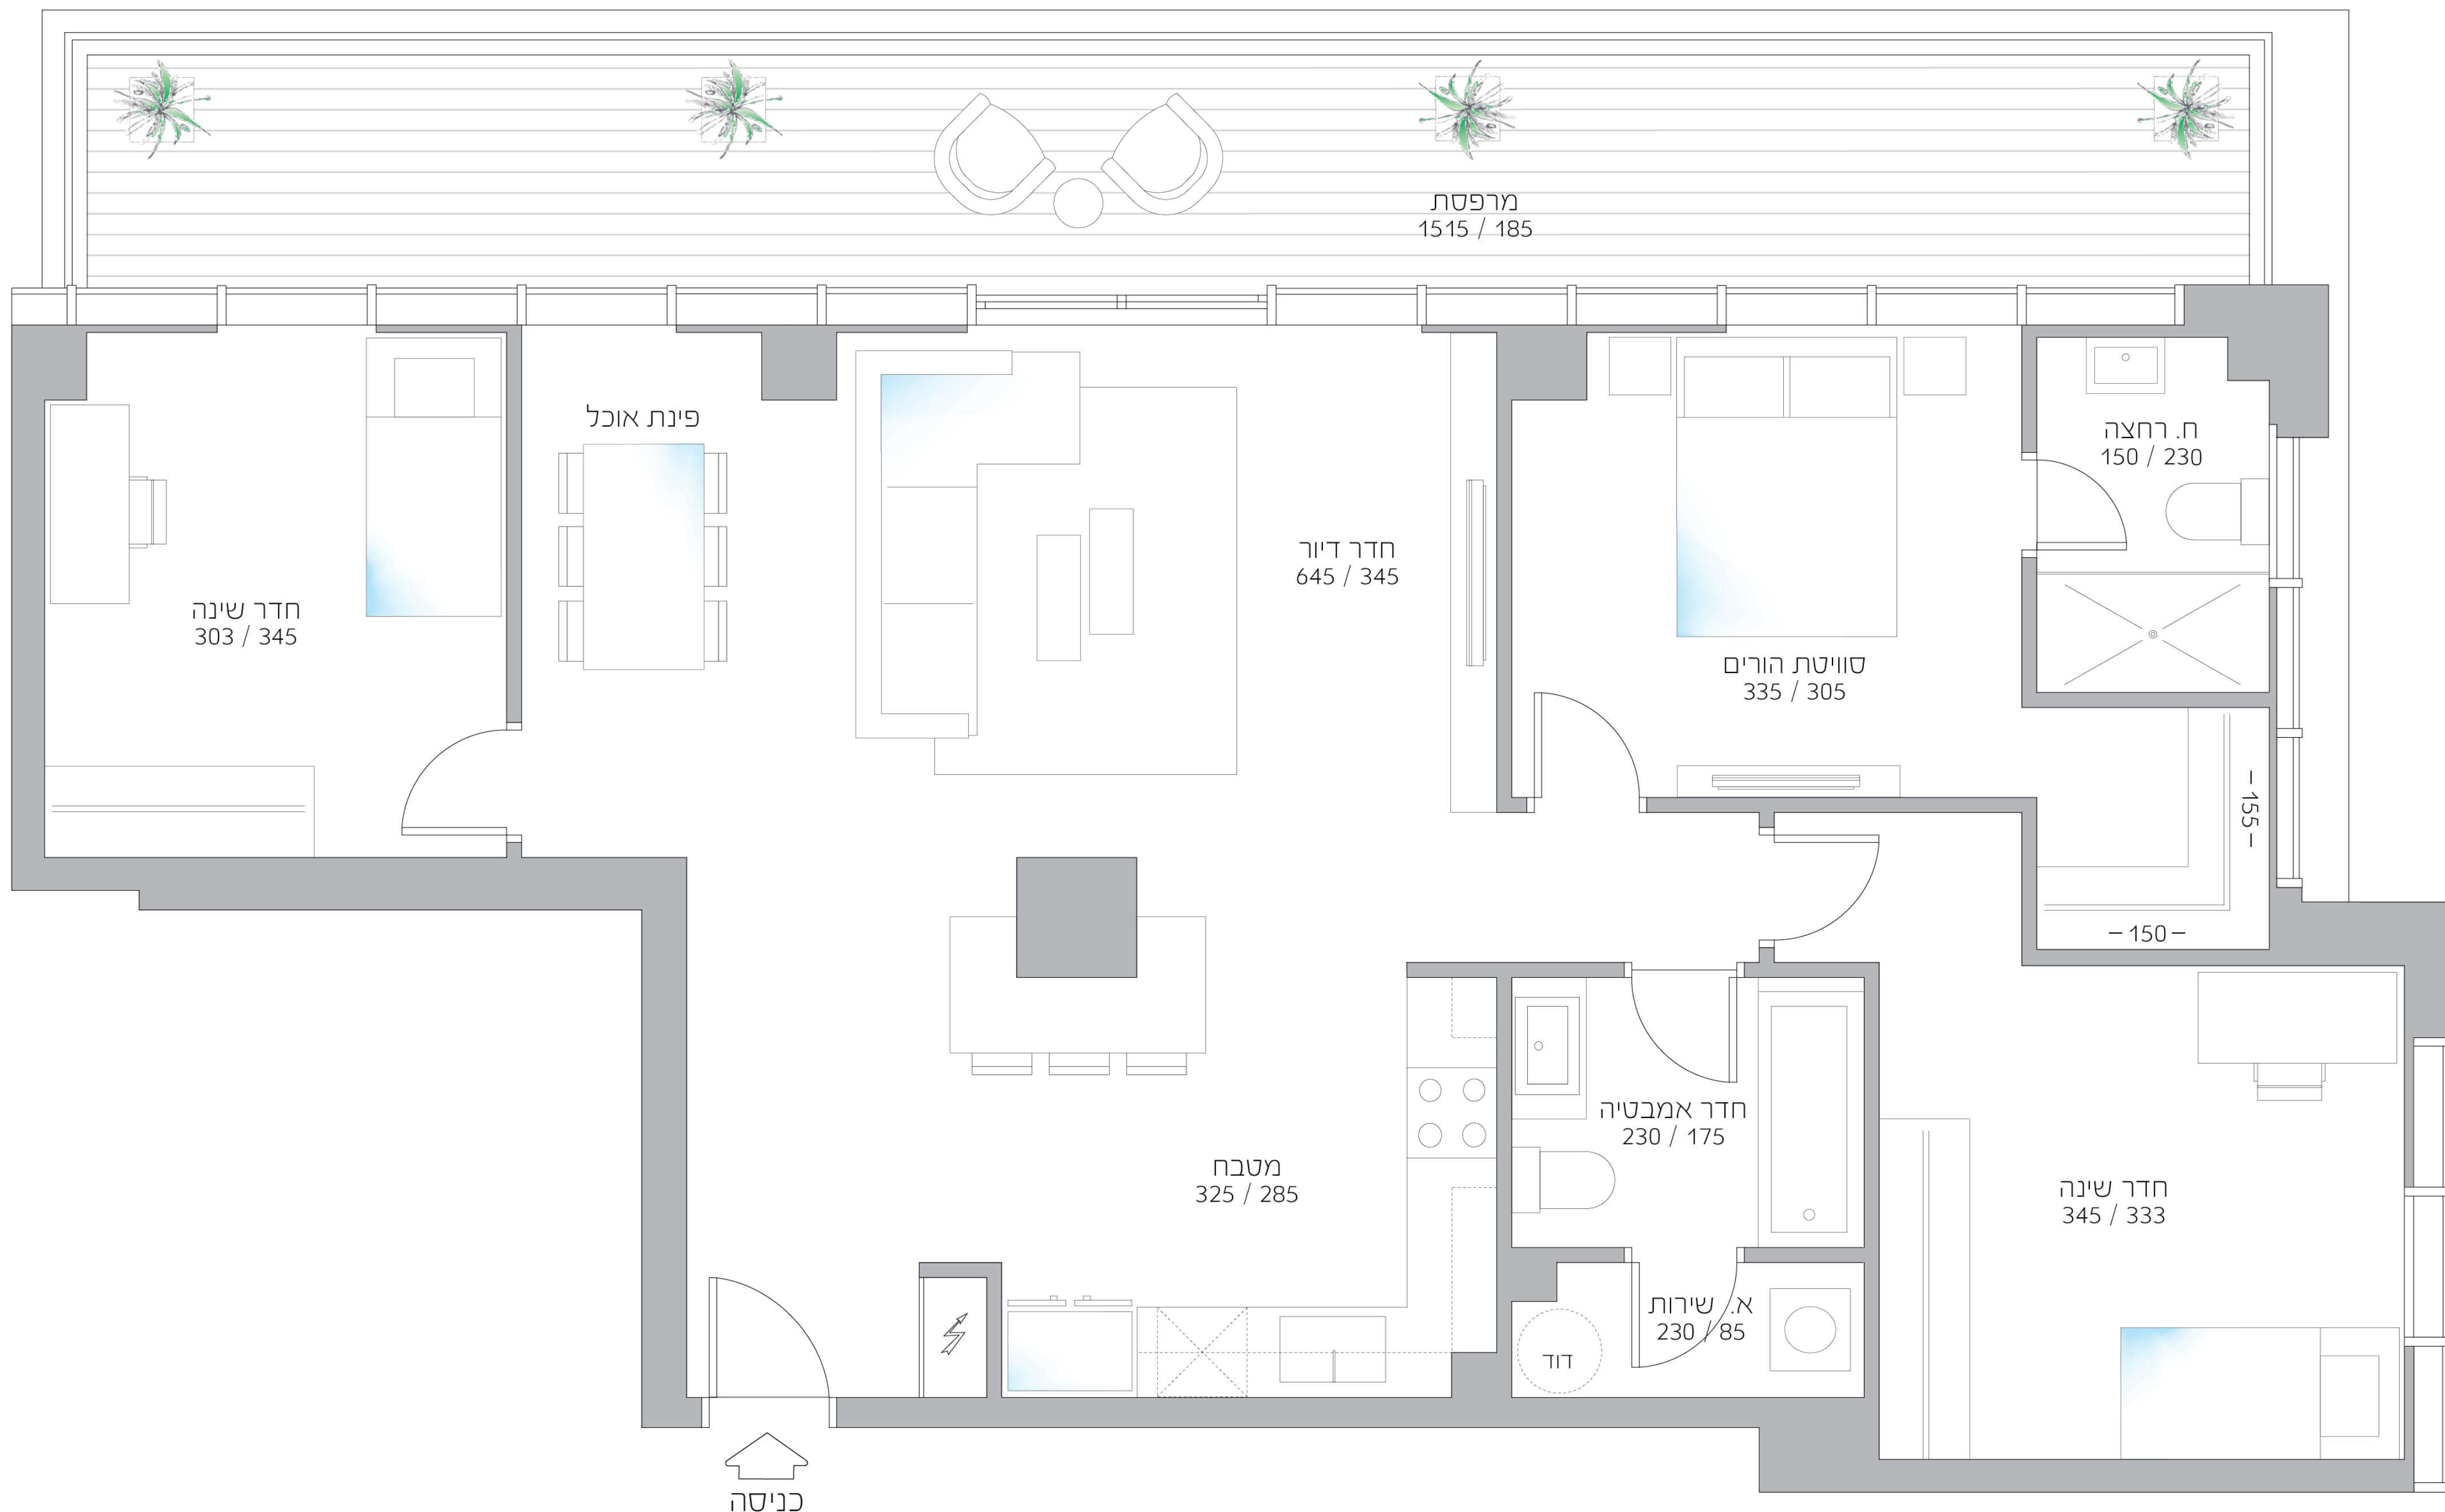 מרפסת
1515 / 185
פינת אוכל
ח. רחצה
150 / 230
חדר דיור
645 / 345
חדר שינה
303 / 345
סוויטת הורים
335 / 305
–155–
–150–
חדר אמבטיה
230 / 175
מטבח
325 / 285
חדר שינה
345 / 333
א. שירות
230 / 85
דוד
כניסה